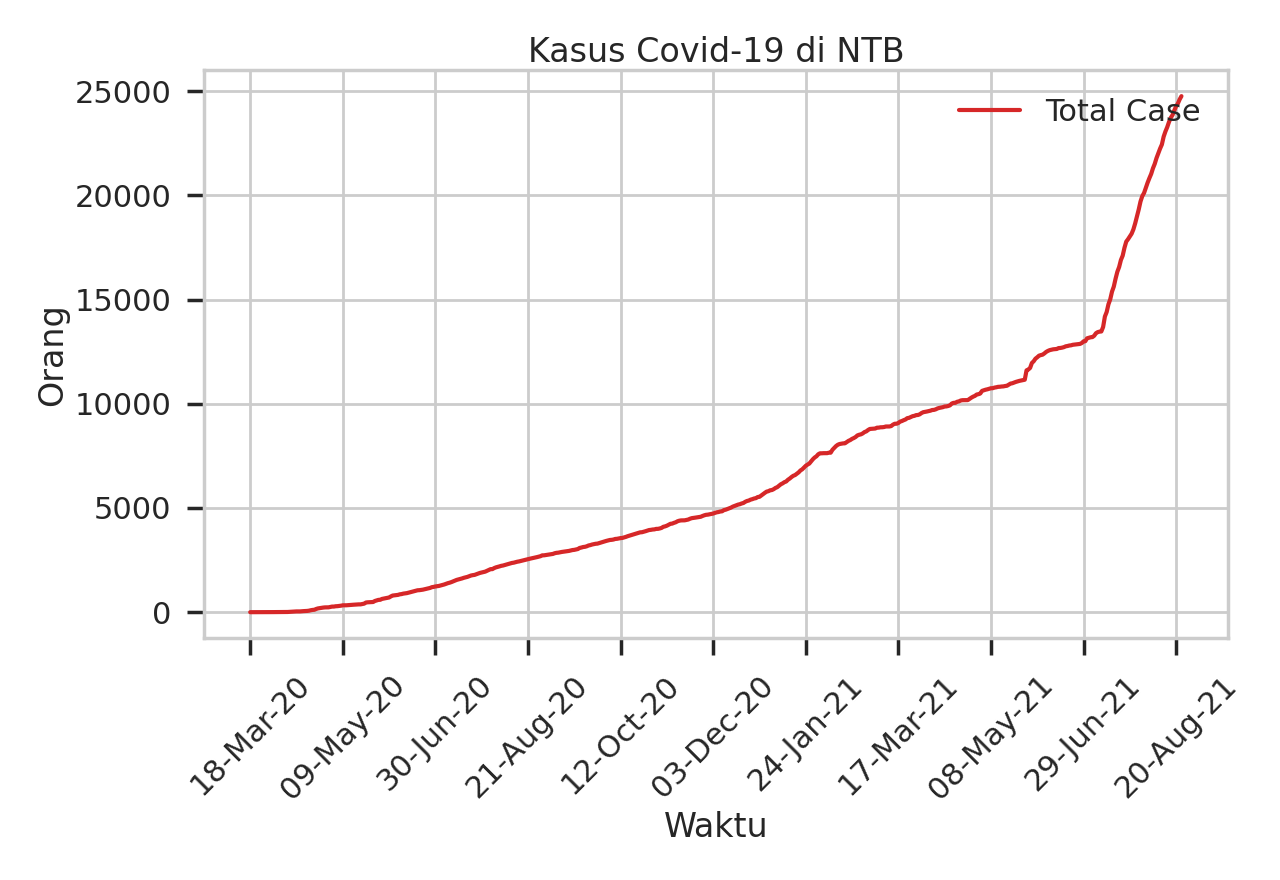 Kasus Covid-19 di NTB
Total Case
25000
20000
15000
10000
5000
0
Orang
18-Mar-20
09-May-20
30-Jun-20
21-Aug-20
12-Oct-20
03-Dec-20
24-Jan-21
17-Mar-21
08-May-21
29-Jun-21
20-Aug-21
Waktu